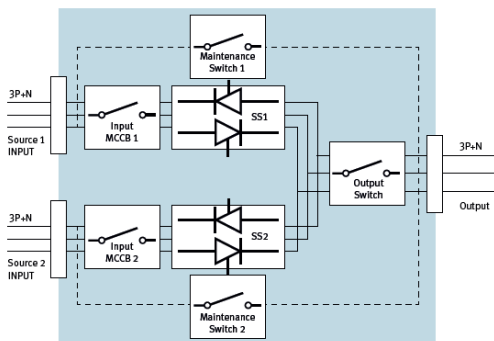 Maintenance
Switch 1
3P+N
Source 1
INPUT
Input
MCCB 1
SS1
Output
Switch
3P+N
Output
3P+N
Source 2
INPUT
Input
MCCB 2
SS2
Maintenance
Switch 2